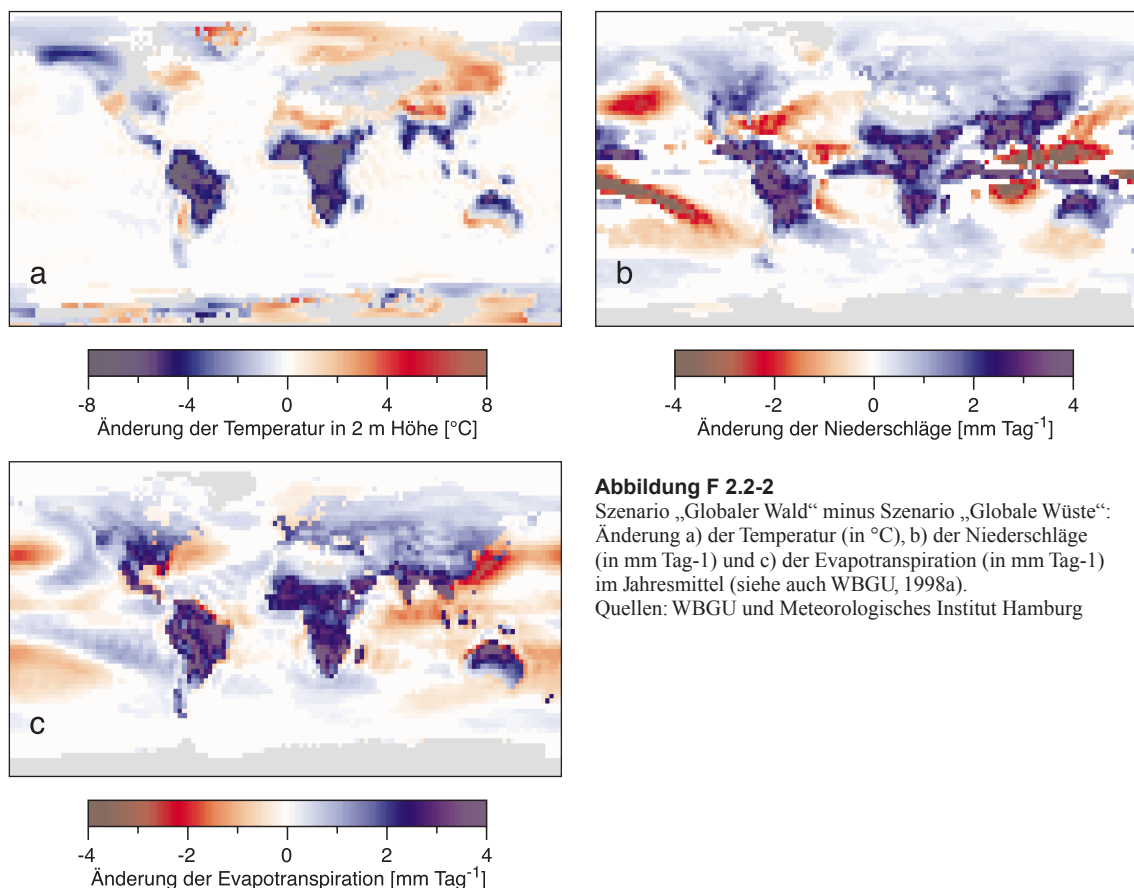 a
b
-8 -4 0 4 8
Änderung der Temperatur in 2 m Höhe [°C]
-4 -2 0 2 4
Änderung der Niederschläge [mm Tag-1]
c
-4 -2 0 2 4
Änderung der Evapotranspiration [mm Tag-1]
Abbildung F 2.2-2
Szenario „Globaler Wald“ minus Szenario „Globale Wüste“:
Änderung a) der Temperatur (in °C), b) der Niederschläge
(in mm Tag-1) und c) der Evapotranspiration (in mm Tag-1)
im Jahresmittel (siehe auch WBGU, 1998a).
Quellen: WBGU und Meteorologisches Institut Hamburg